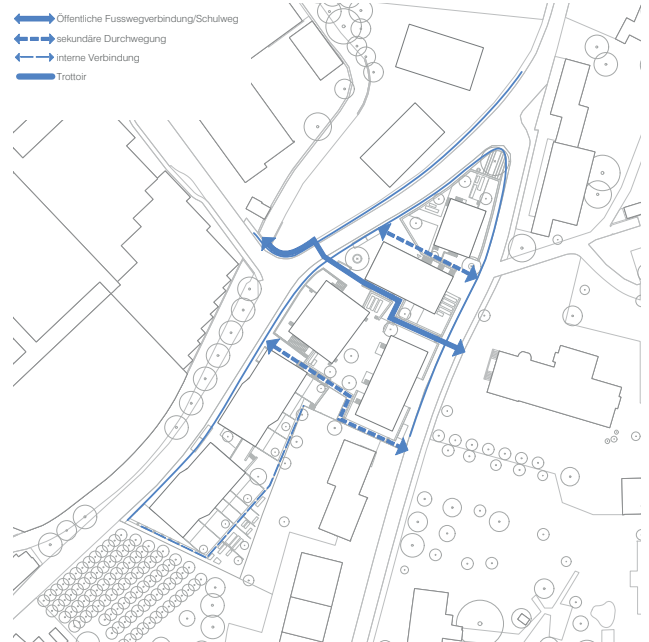 Öffentliche Fusswegverbindung/Schulweg
sekundäre Durchwegung
interne Verbindung
Trottoir